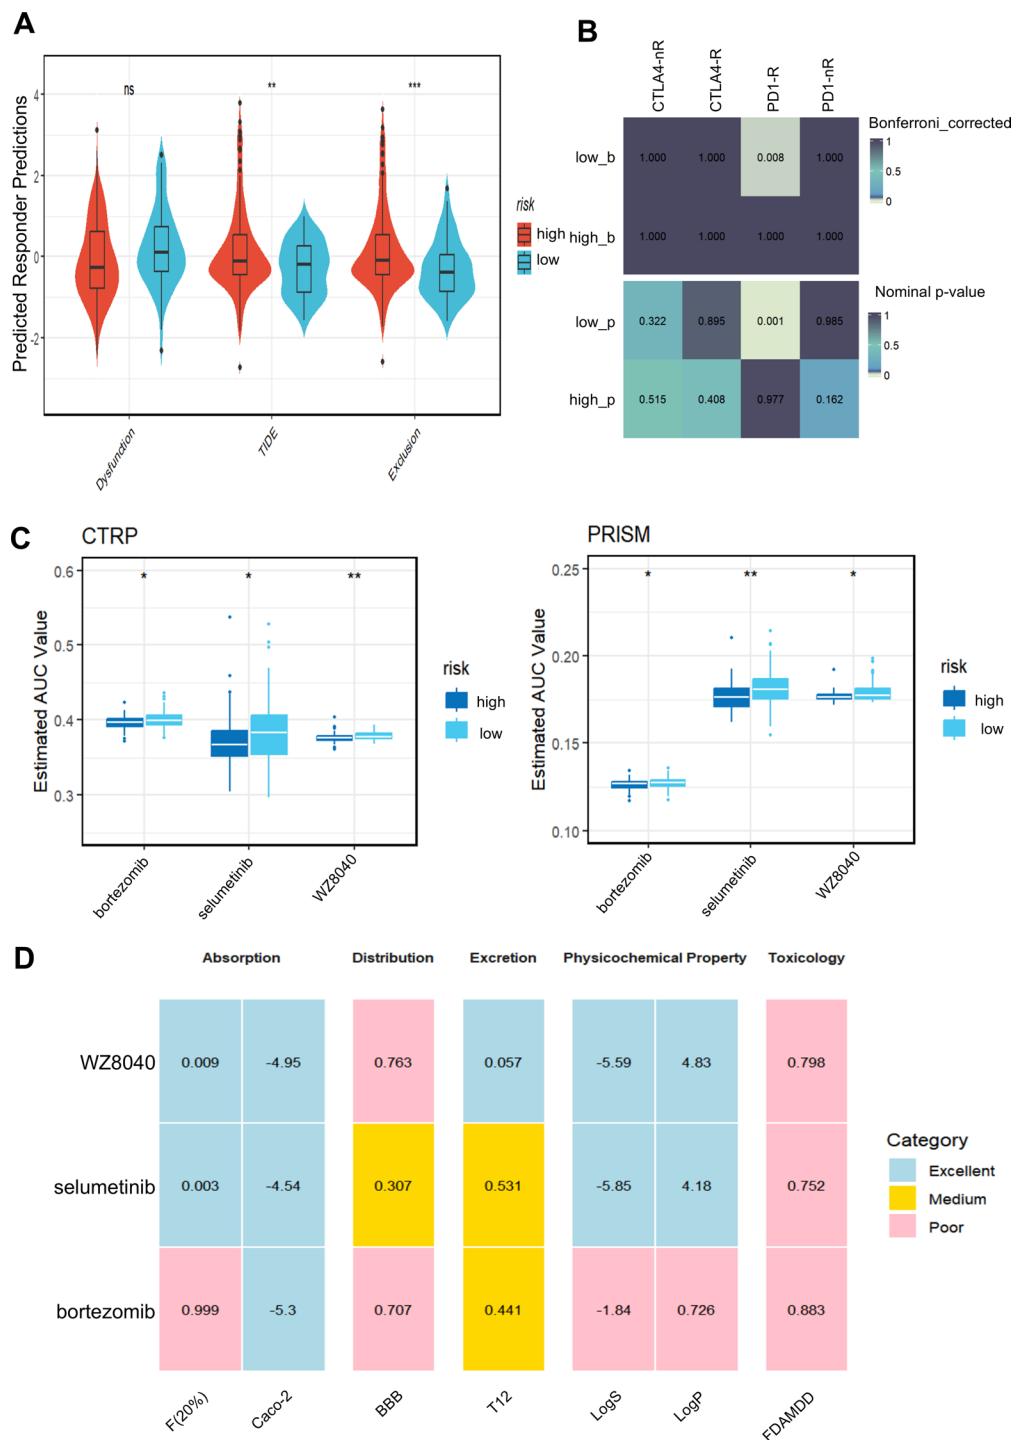 A
Predicted Responder Predictions
4
2
0
-2
ns
**
***
Dysfunction
TIDE
Exclusion
risk
high
low
B
CTLA4-nR
CTLA4-R
PD1-R
PD1-nR
low_b
1.000 1.000 0.008 1.000
high_b
1.000 1.000 1.000 1.000
low_p
0.322 0.895 0.001 0.985
high_p
0.515 0.408 0.977 0.162
Bonferroni_corrected
1
0.5
0
Nominal p-value
1
0.5
0
C
CTRP
Estimated AUC Value
0.6
0.5
0.4
0.3
*
*
**
bortezomib
selumetinib
WZ8040
risk
high
low
PRISM
Estimated AUC Value
0.25
0.20
0.15
0.10
*
**
*
bortezomib
selumetinib
WZ8040
risk
high
low
D
Absorption Distribution Excretion Physicochemical Property Toxicology
WZ8040 0.009 -4.95 0.763 0.057 -5.59 4.83 0.798
selumetinib 0.003 -4.54 0.307 0.531 -5.85 4.18 0.752
bortezomib 0.999 -5.3 0.707 0.441 -1.84 0.726 0.883
F(20%) Caco-2 BBB T12 LogS LogP FDAMDD
Category
Excellent
Medium
Poor